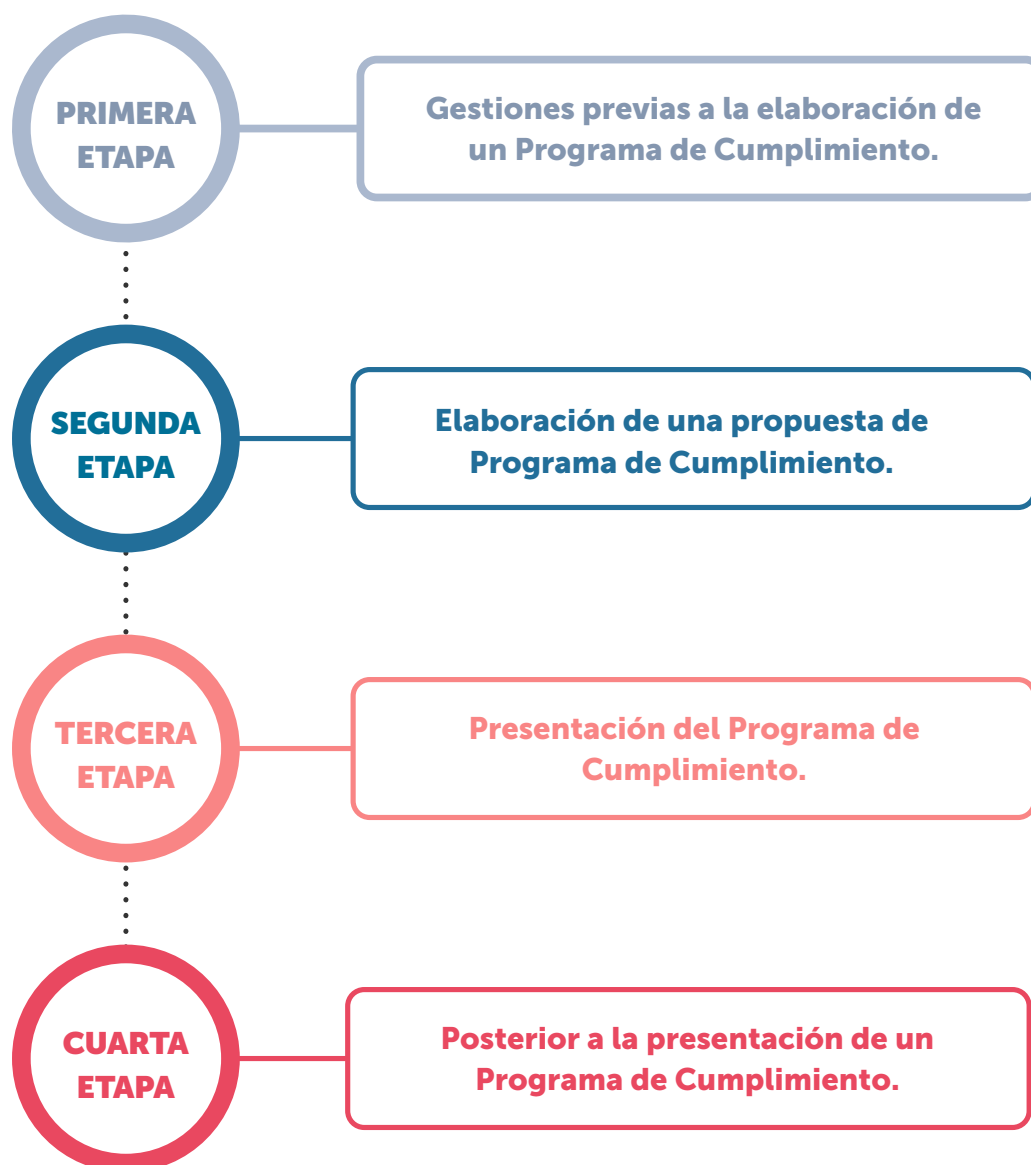 PRIMERA
ETAPA
Gestiones previas a la elaboración de
un Programa de Cumplimiento.
SEGUNDA
ETAPA
Elaboración de una propuesta de
Programa de Cumplimiento.
TERCERA
ETAPA
Presentación del Programa de
Cumplimiento.
CUARTA
ETAPA
Posterior a la presentación de un
Programa de Cumplimiento.